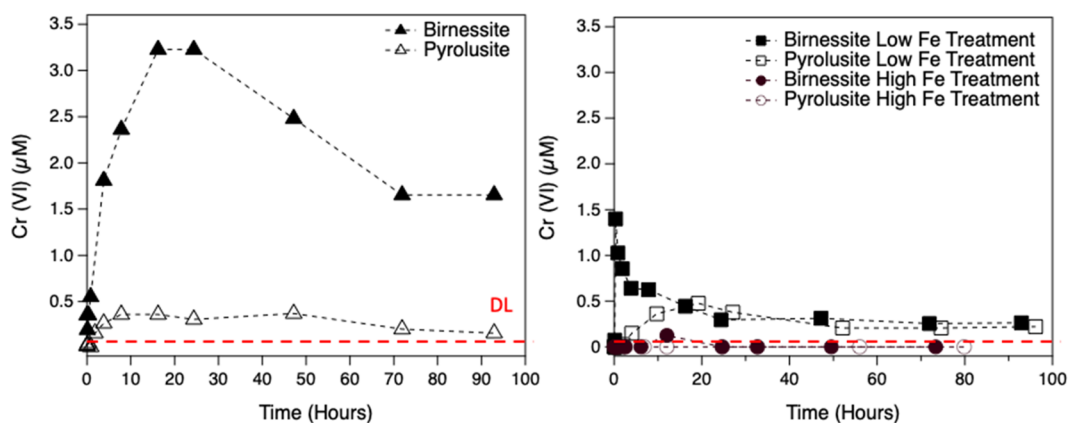 3.5
3.0
2.5
2.0
1.5
1.0
0.5
0
Cr (VI) (µM)
Birnessite
Pyrolusite
DL
0 10 20 30 40 50 60 70 80 90 100
Time (Hours)
3.5
3.0
2.5
2.0
1.5
1.0
0.5
0
Cr (VI) (µM)
Birnessite Low Fe Treatment
Pyrolusite Low Fe Treatment
Birnessite High Fe Treatment
Pyrolusite High Fe Treatment
0 20 40 60 80 100
Time (Hours)